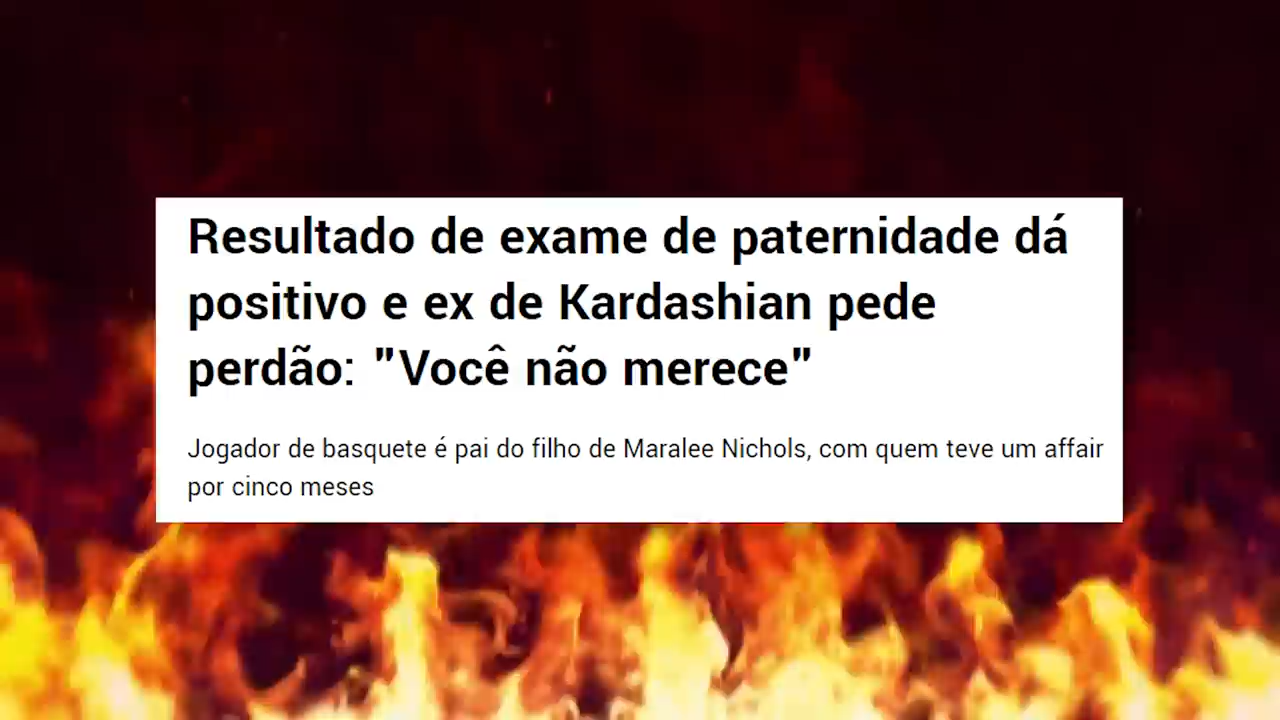 Resultado de exame de paternidade dá
positivo e ex de Kardashian pede
perdão: "Você não merece"
Jogador de basquete é pai do filho de Maralee Nichols, com quem teve um affair
por cinco meses